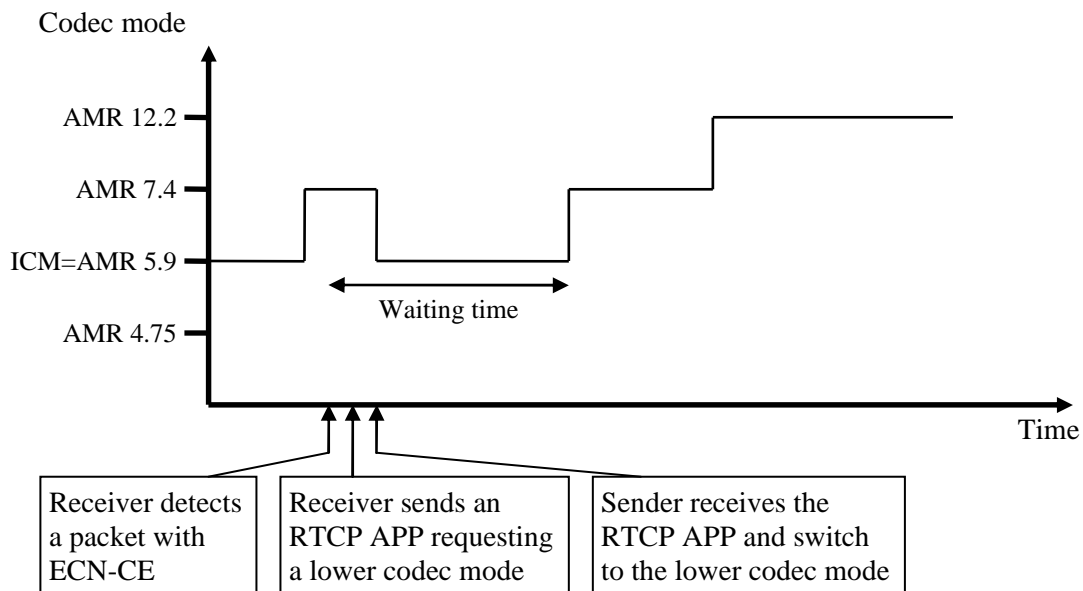 Codec mode
AMR 12.2
AMR 7.4
ICM=AMR 5.9
AMR 4.75
Waiting time
Time
Receiver detects
a packet with
ECN-CE
Receiver sends an
RTCP APP requesting
a lower codec mode
Sender receives the
RTCP APP and switch
to the lower codec mode